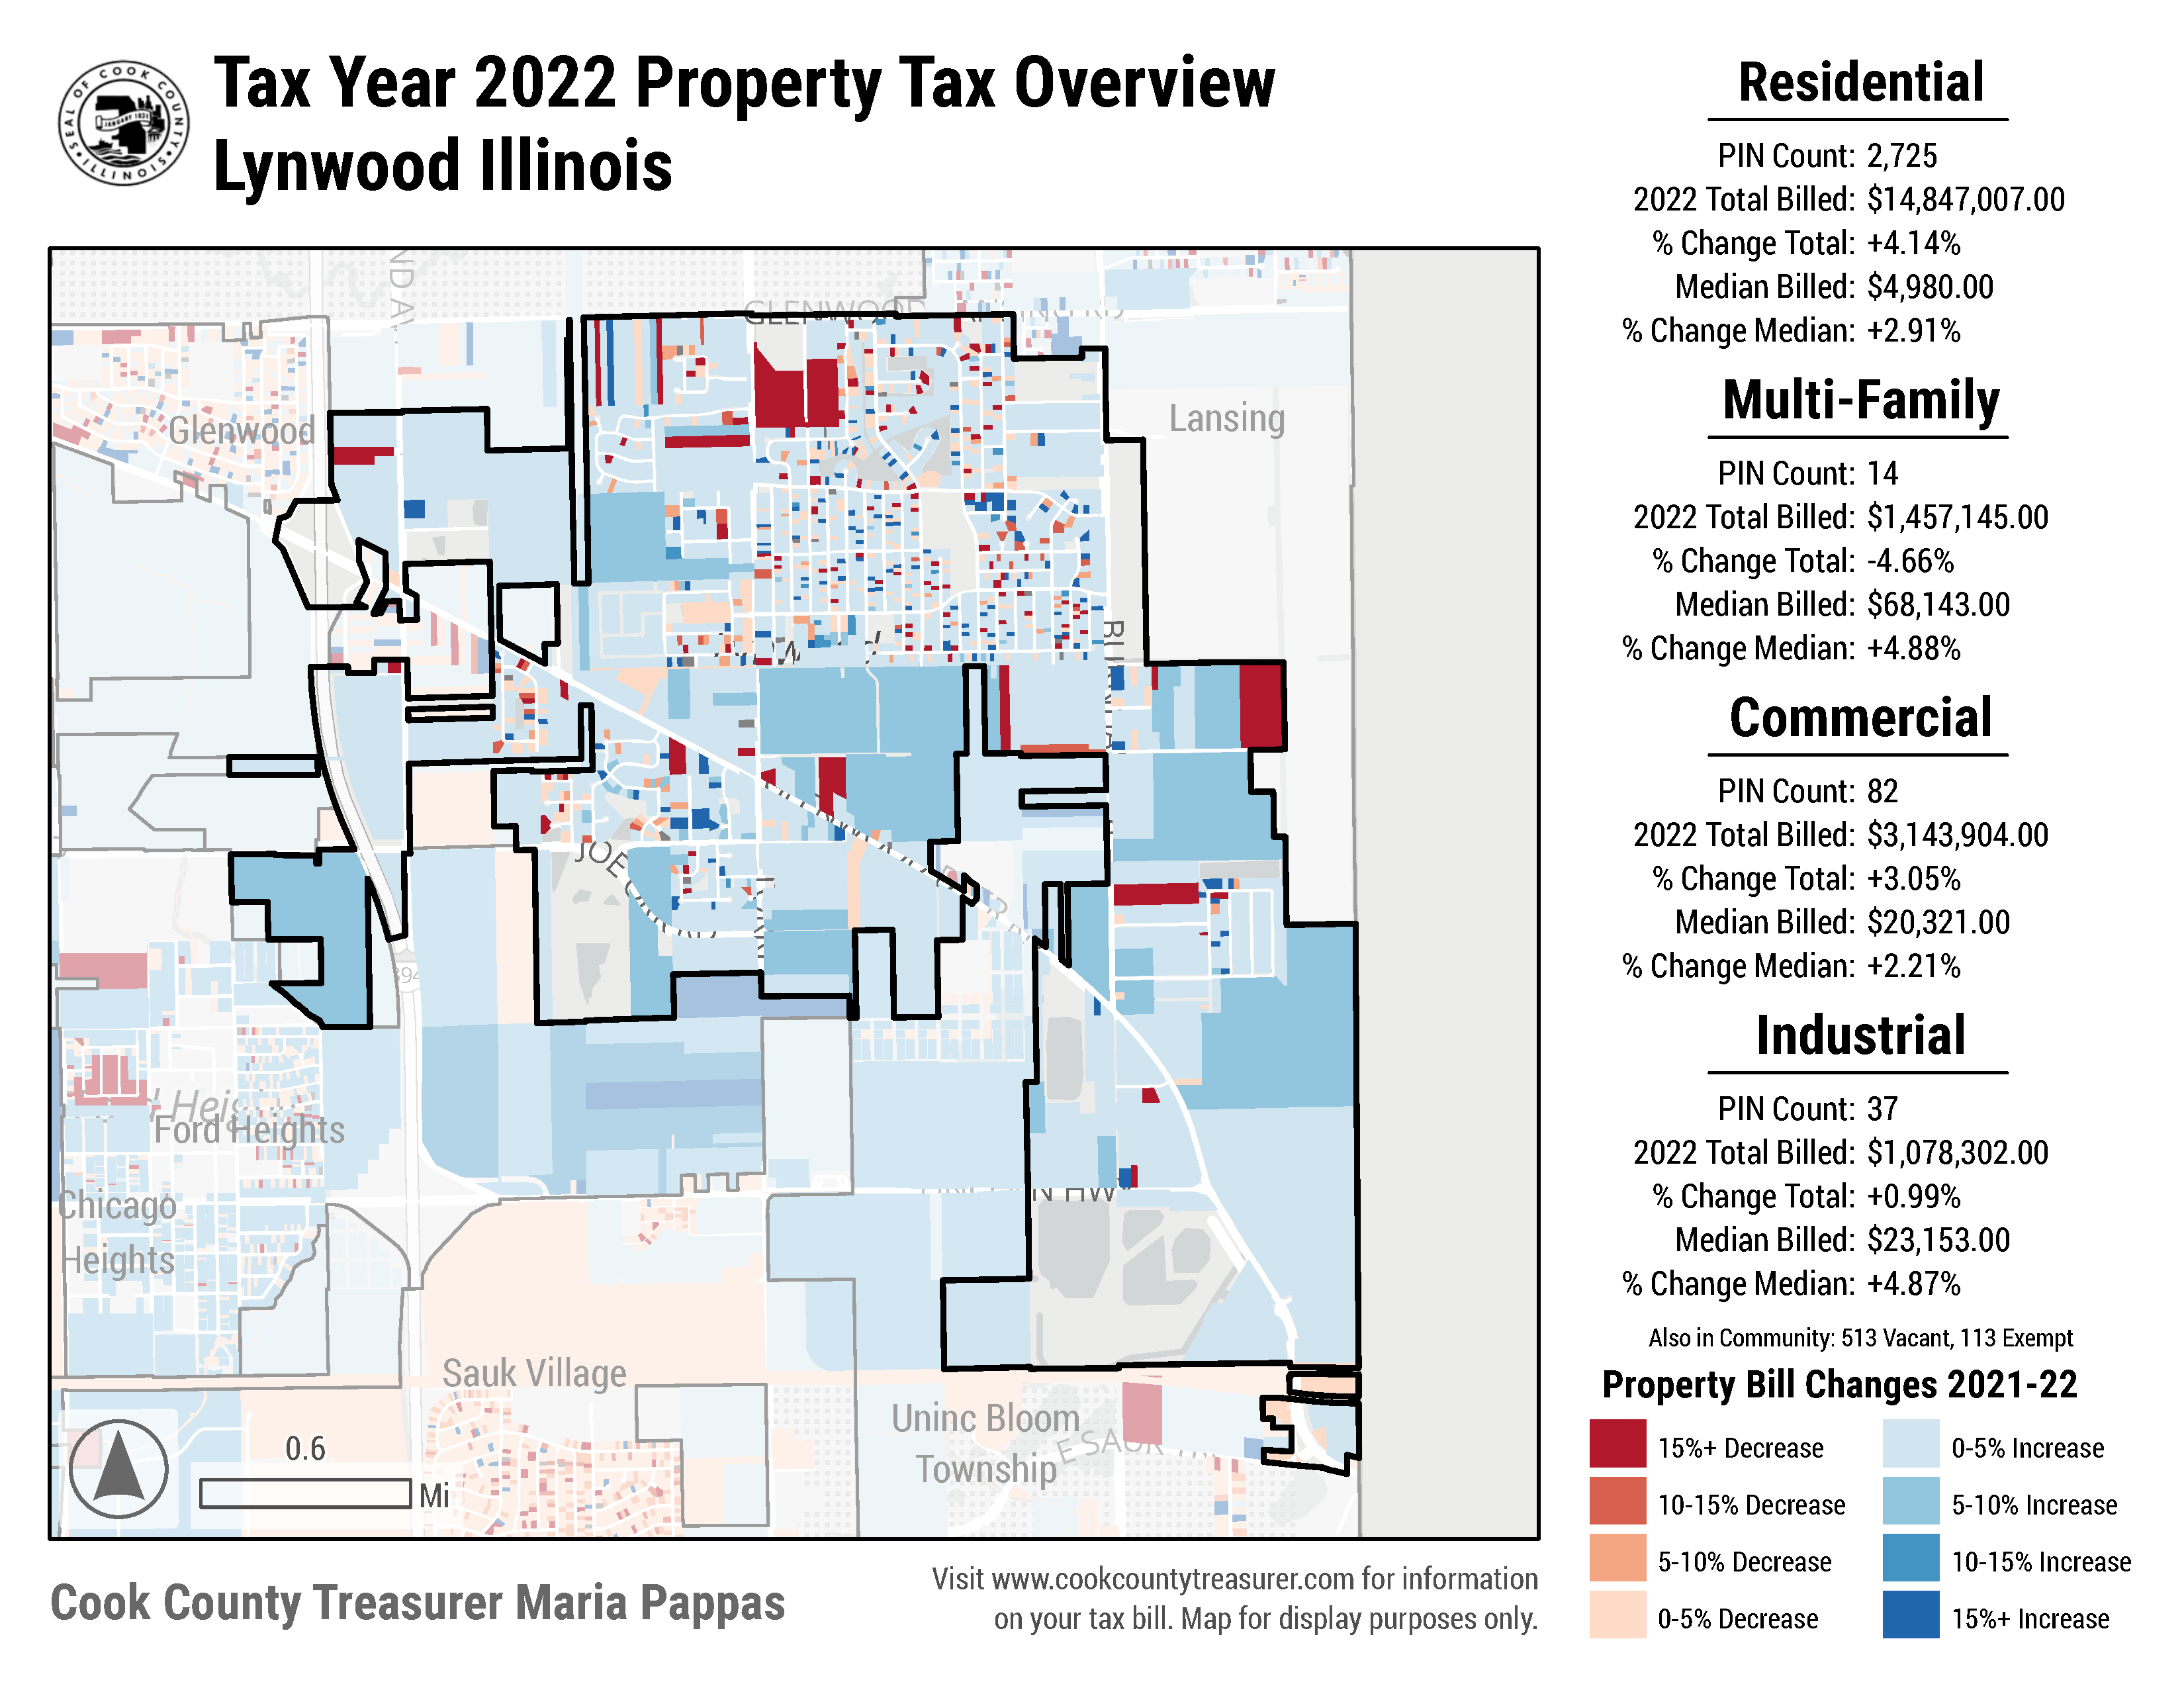 Tax Year 2022 Property Tax Overview
Lynwood Illinois
SEAL OF COOK COUNTY
ILLINOIS
JANUARY 1831
Residential
PIN Count: 2,725
2022 Total Billed: $14,847,007.00
% Change Total: +4.14%
Median Billed: $4,980.00
% Change Median: +2.91%
Multi-Family
PIN Count: 14
2022 Total Billed: $1,457,145.00
% Change Total: -4.66%
Median Billed: $68,143.00
% Change Median: +4.88%
Commercial
PIN Count: 82
2022 Total Billed: $3,143,904.00
% Change Total: +3.05%
Median Billed: $20,321.00
% Change Median: +2.21%
Industrial
PIN Count: 37
2022 Total Billed: $1,078,302.00
% Change Total: +0.99%
Median Billed: $23,153.00
% Change Median: +4.87%
Also in Community: 513 Vacant, 113 Exempt
Property Bill Changes 2021-22
15%+ Decrease
10-15% Decrease
5-10% Decrease
0-5% Decrease
0-5% Increase
5-10% Increase
10-15% Increase
15%+ Increase
GLENWOOD
Glenwood
Lansing
JOE
394
Ford Heights
Chicago
Heights
Sauk Village
Uninc Bloom
Township
E SAUK
0.6
Mi
Cook County Treasurer Maria Pappas
Visit www.cookcountytreasurer.com for information
on your tax bill. Map for display purposes only.